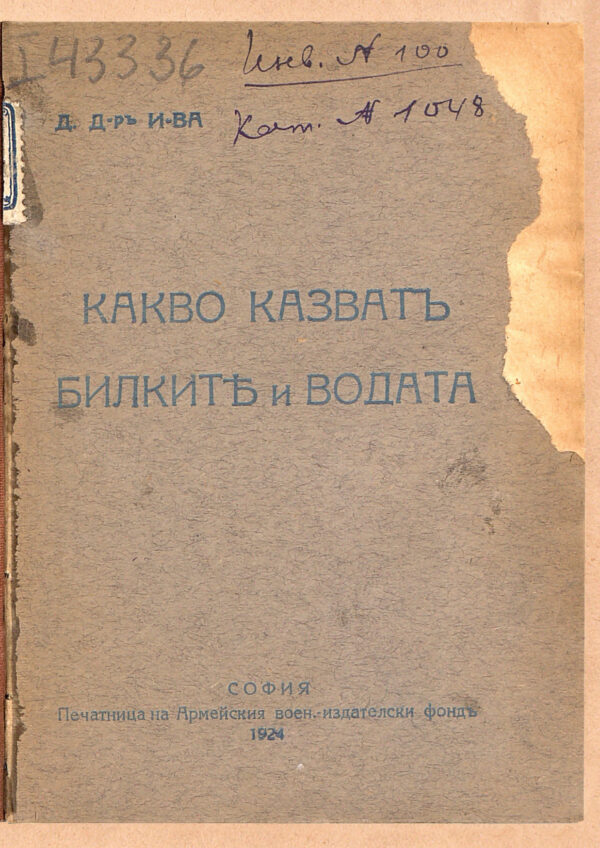 I 43336
Инв. № 100
Кат. № 1048
Д. Д-ръ И-ВА
КАКВО КАЗВАТЪ
БИЛКИТѢ и ВОДАТА
СОФИЯ
Печатница на Армейския воен.-издателски фондъ
1924